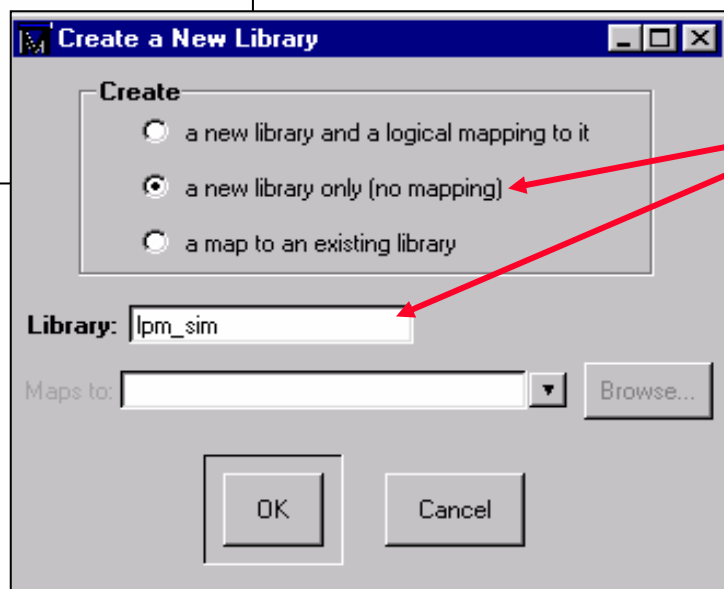 Create a New Library
Create
a new library and a logical mapping to it
a new library only (no mapping)
a map to an existing library
Library: lpm_sim
Maps to: Browse...
OK Cancel